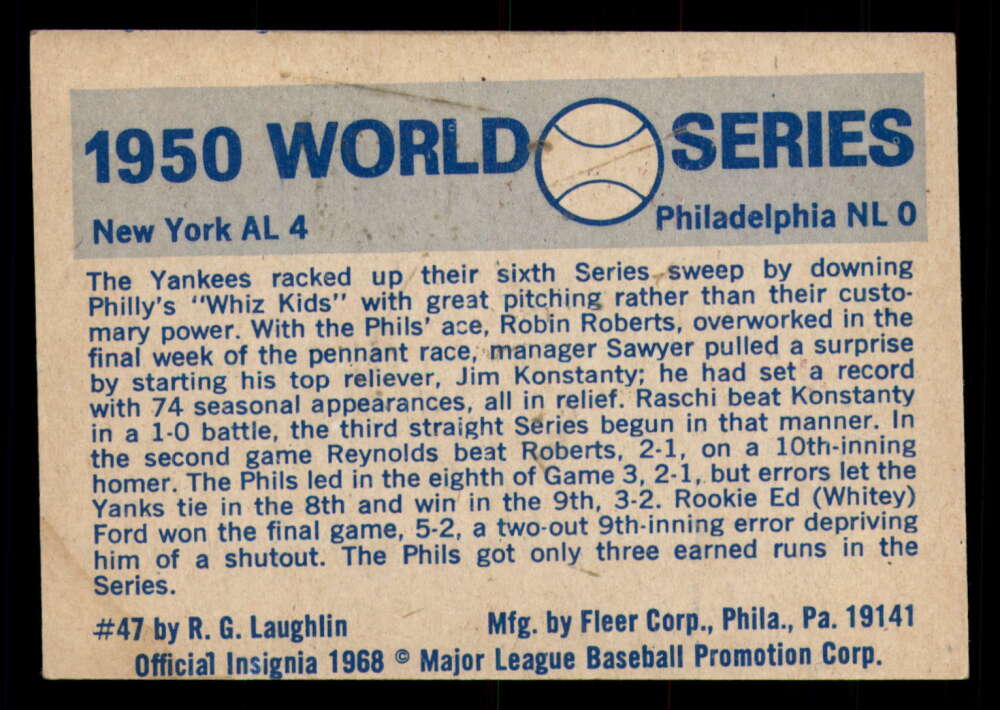 1950 WORLD SERIES
New York AL 4
Philadelphia NL 0
The Yankees racked up their sixth Series sweep by downing
Philly's "Whiz Kids" with great pitching rather than their custo-
mary power. With the Phils' ace, Robin Roberts, overworked in the
final week of the pennant race, manager Sawyer pulled a surprise
by starting his top reliever, Jim Konstanty; he had set a record
with 74 seasonal appearances, all in relief. Raschi beat Konstanty
in a 1-0 battle, the third straight Series begun in that manner. In
the second game Reynolds beat Roberts, 2-1, on a 10th-inning
homer. The Phils led in the eighth of Game 3, 2-1, but errors let the
Yanks tie in the 8th and win in the 9th, 3-2. Rookie Ed (Whitey)
Ford won the final game, 5-2, a two-out 9th-inning error depriving
him of a shutout. The Phils got only three earned runs in the
Series.
#47 by R. G. Laughlin
Mfg. by Fleer Corp., Phila., Pa. 19141
Official Insignia 1968 © Major League Baseball Promotion Corp.